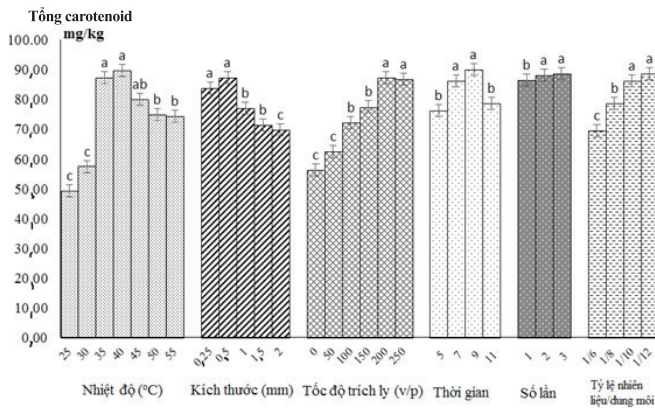 Tổng carotenoid
mg/kg
100.00
90.00
80.00
70.00
60.00
50.00
40.00
30,00
20,00
10,00
0,00
c c a a ab b b
a a b b c
c c b b a a
b a a b
b a a
c b a a
25 30 35 40 45 50 55
0,25 0,5 1 1,5 2
0 50 100 150 200 250
5 7 9 11
1 2 3
1/6 1/8 1/10 1/12
Nhiệt độ (°C)
Kích thước (mm)
Tốc độ trích ly (v/p)
Thời gian
Số lần
Tỷ lệ nhiên
liệu/dung môi